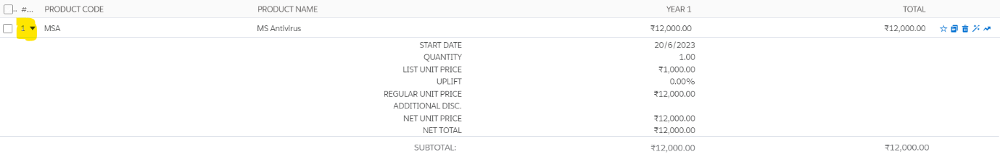 #... PRODUCT CODE PRODUCT NAME YEAR 1 TOTAL
1 MSA MS Antivirus ₹12,000.00 ₹12,000.00
START DATE 20/6/2023
QUANTITY 1.00
LIST UNIT PRICE ₹1,000.00
UPLIFT 0.00%
REGULAR UNIT PRICE ₹12,000.00
ADDITIONAL DISC.
NET UNIT PRICE ₹12,000.00
NET TOTAL ₹12,000.00
SUBTOTAL: ₹12,000.00 ₹12,000.00